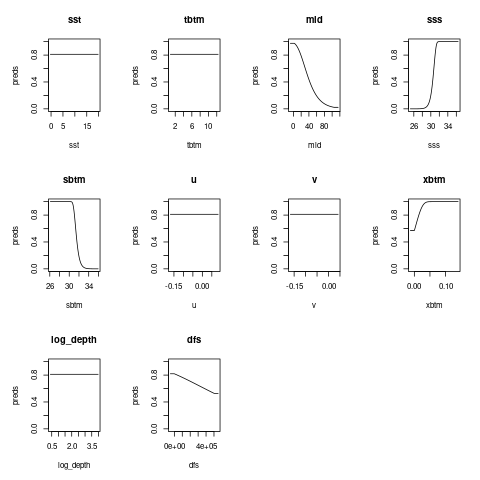 sst
preds
0.0 0.4 0.8
0 5 15
sst
tbtm
preds
0.0 0.4 0.8
2 6 10
tbtm
mld
preds
0.0 0.4 0.8
0 40 80
mld
sss
preds
0.0 0.4 0.8
26 30 34
sss
sbtm
preds
0.0 0.4 0.8
26 30 34
sbtm
u
preds
0.0 0.4 0.8
-0.15 0.00
u
v
preds
0.0 0.4 0.8
-0.15 0.00
v
xbtm
preds
0.0 0.4 0.8
0.00 0.10
xbtm
log_depth
preds
0.0 0.4 0.8
0.5 2.0 3.5
log_depth
dfs
preds
0.0 0.4 0.8
0e+00 4e+05
dfs